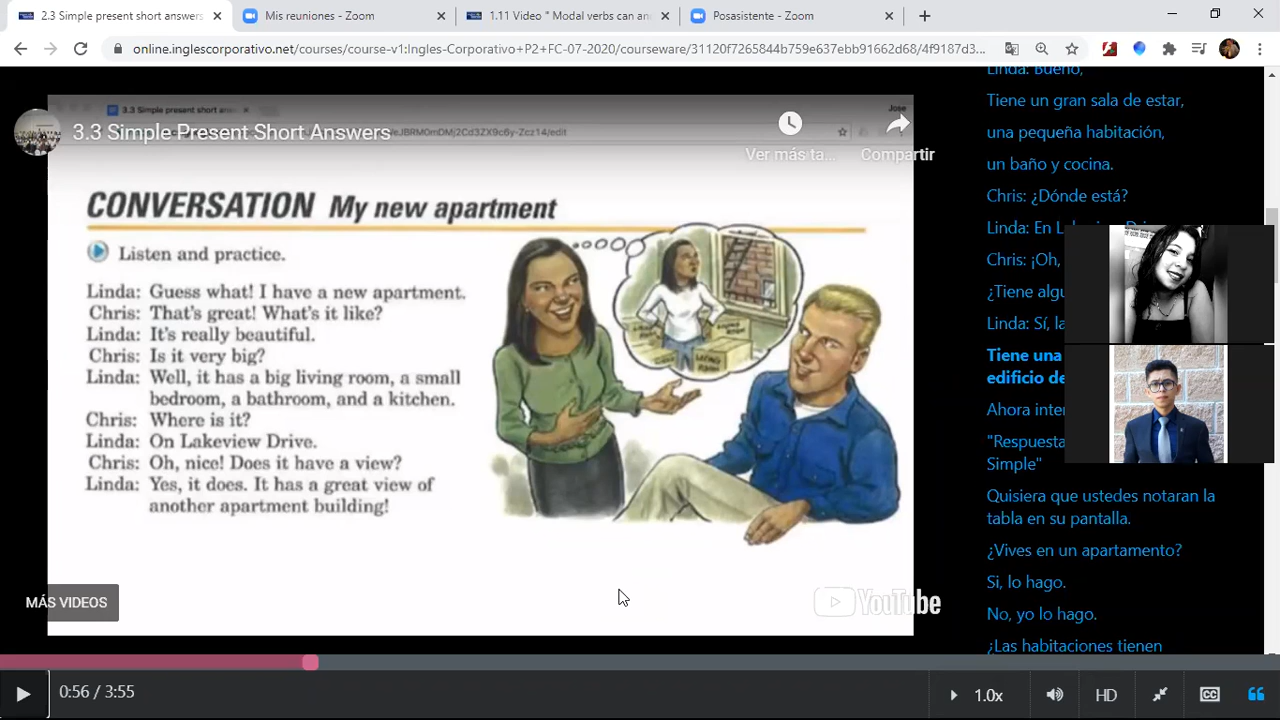 2.3 Simple present short answers
Mis reuniones - Zoom
1.11 Video " Modal verbs can an
Posasistente - Zoom
online.inglescorporativo.net/courses/course-v1:Ingles-Corporativo+P2+FC-07-2020/courseware/31120f7265844b759e637ebb91662d68/4f9187d3...
3.3 Simple present short ans
Jose
3.3 Simple Present Short Answers
Ver más ta...
Compartir
CONVERSATION My new apartment
Listen and practice.
Linda: Guess what! I have a new apartment.
Chris: That's great! What's it like?
Linda: It's really beautiful.
Chris: Is it very big?
Linda: Well, it has a big living room, a small
bedroom, a bathroom, and a kitchen.
Chris: Where is it?
Linda: On Lakeview Drive.
Chris: Oh, nice! Does it have a view?
Linda: Yes, it does. It has a great view of
another apartment building!
MÁS VIDEOS
YouTube
0:56 / 3:55
1.0x
HD
CC
Linda: Bueno,
Tiene un gran sala de estar,
una pequeña habitación,
un baño y cocina.
Chris: ¿Dónde está?
Linda: En
Chris: ¡Oh,
¿Tiene
Linda: Sí,
Tiene una
edificio
Ahora
"Respuesta
Simple"
Quisiera que ustedes notaran la
tabla en su pantalla.
¿Vives en un apartamento?
Si, lo hago.
No, yo lo hago.
¿Las habitaciones tienen